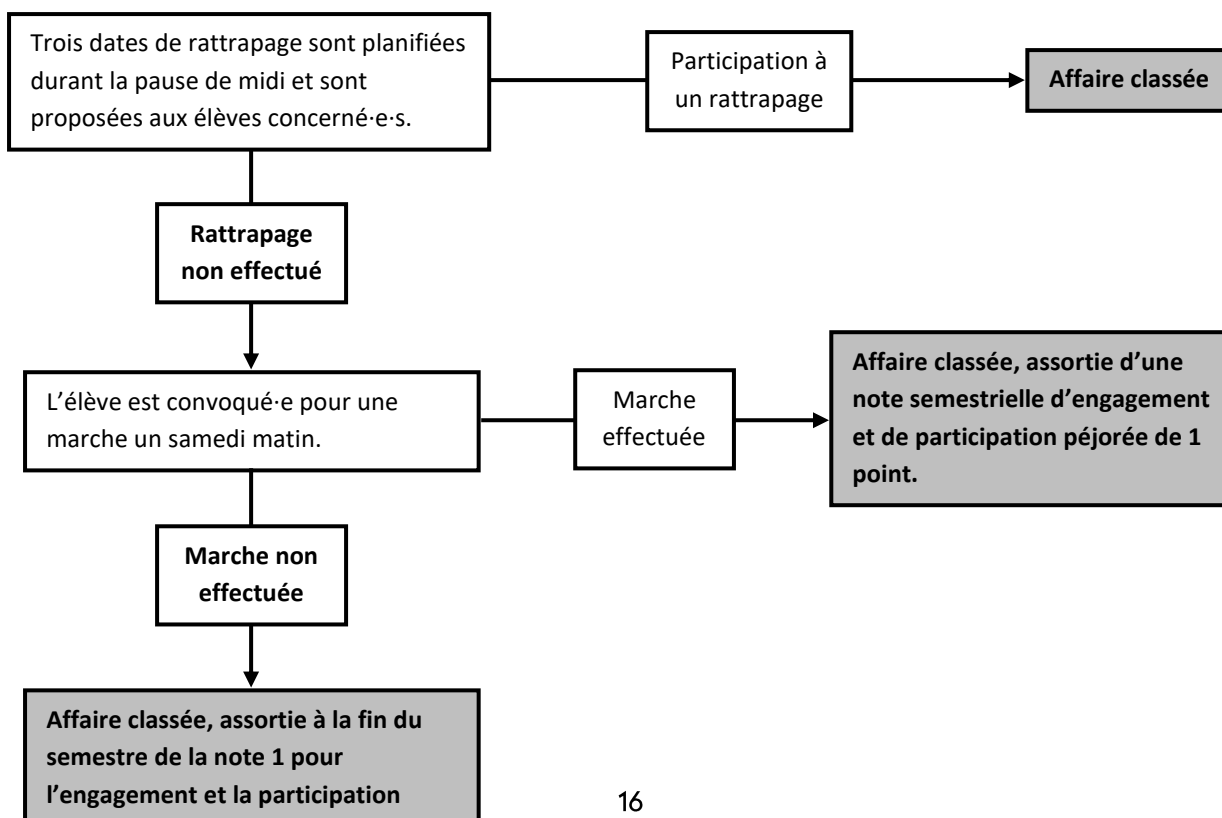 Trois dates de rattrapage sont planifiées
durant la pause de midi et sont
proposées aux élèves concerné·e·s.
Participation à
un rattrapage
Affaire classée
Rattrapage
non effectué
L’élève est convoqué·e pour une
marche un samedi matin.
Marche
effectuée
Affaire classée, assortie d’une
note semestrielle d’engagement
et de participation péjorée de 1
point.
Marche non
effectuée
Affaire classée, assortie à la fin du
semestre de la note 1 pour
l’engagement et la participation
16